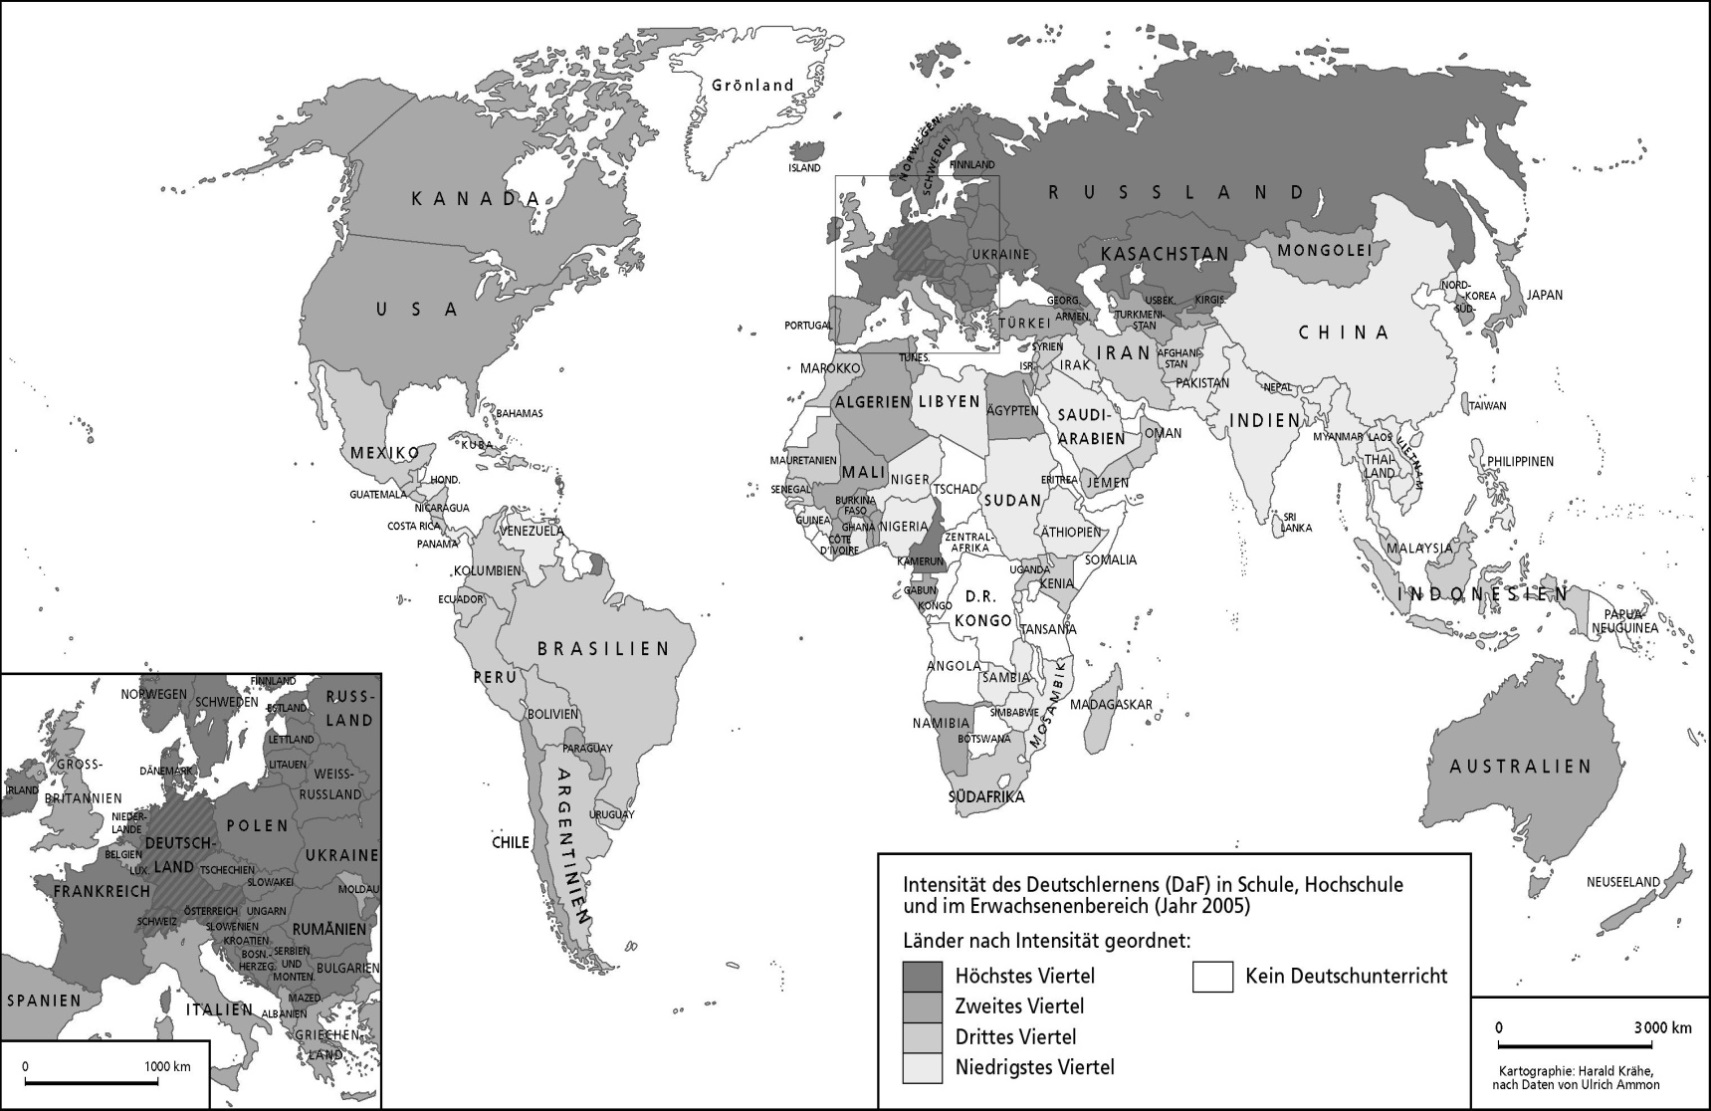 Grönland
ISLAND
NORWEGEN
SCHWEDEN
FINNLAND
KANADA
RUSSLAND
UKRAINE
KASACHSTAN
MONGOLEI
USA
PORTUGAL
TÜRKEI
GEORG.
ARMEN.
USBEK.
KIRGIS.
TURKMENI-
STAN
NORD-
KOREA
SÜD-
JAPAN
CHINA
MAROKKO
TUNES.
SYRIEN
ISR.
IRAK
IRAN
AFGHANI-
STAN
PAKISTAN
NEPAL
ALGERIEN
LIBYEN
ÄGYPTEN
SAUDI-
ARABIEN
OMAN
INDIEN
TAIWAN
BAHAMAS
MEXIKO
KUBA
MYANMAR
LAOS
VIETNAM
THAI-
LAND
PHILIPPINEN
MAURETANIEN
MALI
NIGER
TSCHAD
SUDAN
ERITREA
JEMEN
HOND.
GUATEMALA
NICARAGUA
COSTA RICA
PANAMA
VENEZUELA
SENEGAL
BURKINA
FASO
GUINEA
GHANA
CÔTE
D'IVOIRE
NIGERIA
ZENTRAL-
AFRIKA
ÄTHIOPIEN
SOMALIA
SRI
LANKA
MALAYSIA
KOLUMBIEN
ECUADOR
KAMERUN
UGANDA
KENIA
GABUN
KONGO
D.R.
KONGO
TANSANIA
INDONESIEN
PAPUA-
NEUGUINEA
BRASILIEN
PERU
BOLIVIEN
PARAGUAY
ANGOLA
SAMBIA
MOSAMBIK
MADAGASKAR
NAMIBIA
SIMBABWE
BOTSWANA
SÜDAFRIKA
AUSTRALIEN
ARGENTINIEN
URUGUAY
CHILE
NEUSEELAND
NORWEGEN
SCHWEDEN
FINNLAND
ESTLAND
RUSS-
LAND
LETTLAND
LITAUEN
DÄNEMARK
WEISS-
RUSSLAND
IRLAND
GROSS-
BRITANNIEN
NIEDER-
LANDE
BELGIEN
LUX.
DEUTSCH-
LAND
POLEN
UKRAINE
TSCHECHIEN
SLOWAKEI
MOLDAU
FRANKREICH
SCHWEIZ
ÖSTERREICH
UNGARN
SLOWENIEN
KROATIEN
RUMÄNIEN
BOSN.-
HERZEG.
SERBIEN
UND
MONTEN.
BULGARIEN
SPANIEN
ITALIEN
MAZED.
ALBANIEN
GRIECHEN-
LAND
0 1000 km
Intensität des Deutschlernens (DaF) in Schule, Hochschule
und im Erwachsenenbereich (Jahr 2005)
Länder nach Intensität geordnet:
Höchstes Viertel
Zweites Viertel
Drittes Viertel
Niedrigstes Viertel
Kein Deutschunterricht
0 3000 km
Kartographie: Harald Krähe,
nach Daten von Ulrich Ammon